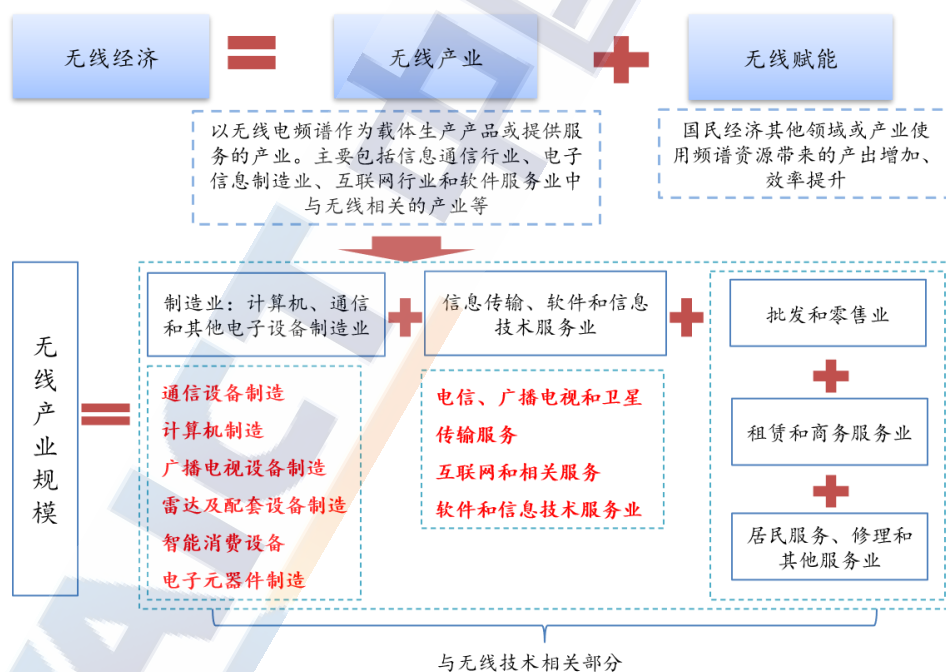 无线经济
无线产业
无线赋能
以无线电频谱作为载体生产产品或提供服
务的产业。主要包括信息通信行业、电子
信息制造业、互联网行业和软件服务业中
与无线相关的产业等
国民经济其他领域或产业使
用频谱资源带来的产出增加、
效率提升
无线产业规模
制造业：计算机、通信
和其他电子设备制造业
通信设备制造
计算机制造
广播电视设备制造
雷达及配套设备制造
智能消费设备
电子元器件制造
信息传输、软件和信息
技术服务业
电信、广播电视和卫星
传输服务
互联网和相关服务
软件和信息技术服务业
批发和零售业
租赁和商务服务业
居民服务、修理和
其他服务业
与无线技术相关部分